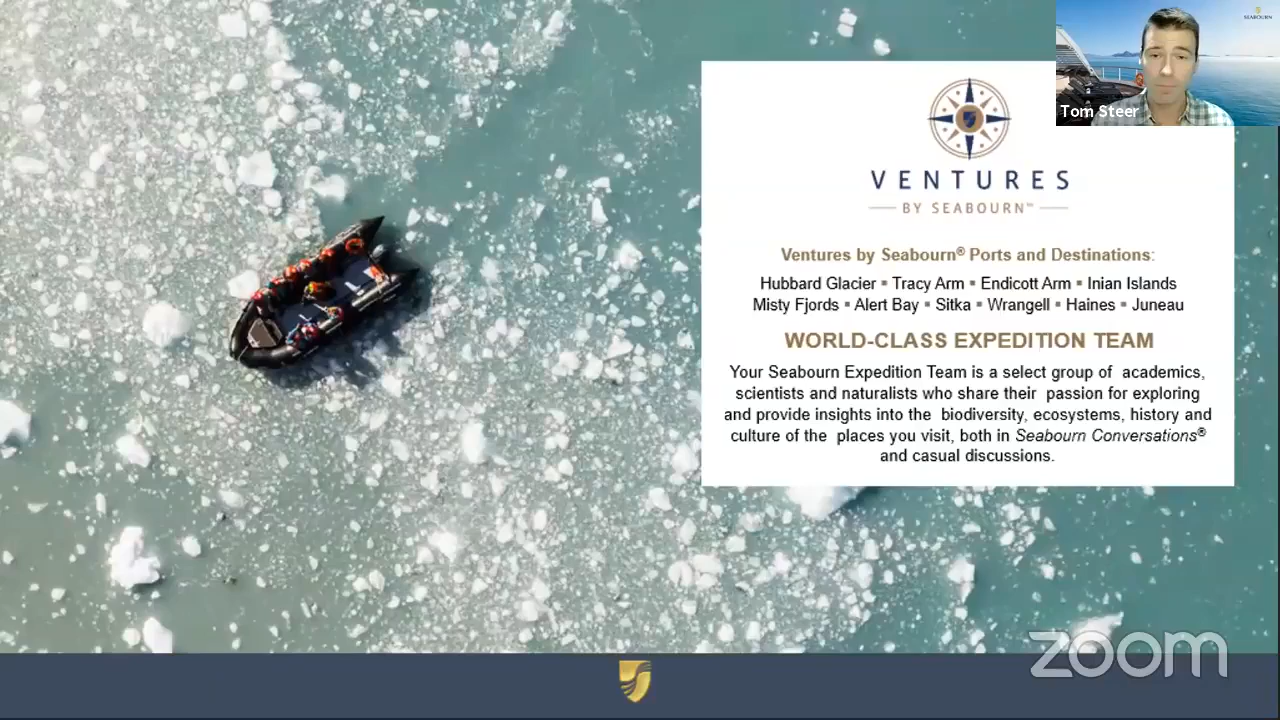 SEABOURN
Tom Steer
VENTURES
BY SEABOURN™
Ventures by Seabourn® Ports and Destinations:
Hubbard Glacier ▪ Tracy Arm ▪ Endicott Arm ▪ Inian Islands
Misty Fjords ▪ Alert Bay ▪ Sitka ▪ Wrangell ▪ Haines ▪ Juneau
WORLD-CLASS EXPEDITION TEAM
Your Seabourn Expedition Team is a select group of academics,
scientists and naturalists who share their passion for exploring
and provide insights into the biodiversity, ecosystems, history and
culture of the places you visit, both in Seabourn Conversations®
and casual discussions.
zoom